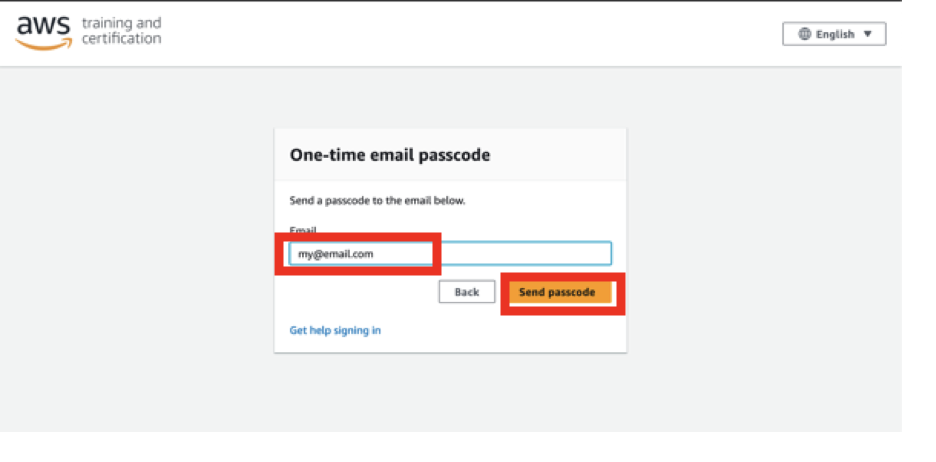 aws training and
certification
English
One-time email passcode
Send a passcode to the email below.
Email
my@email.com
Back Send passcode
Get help signing in